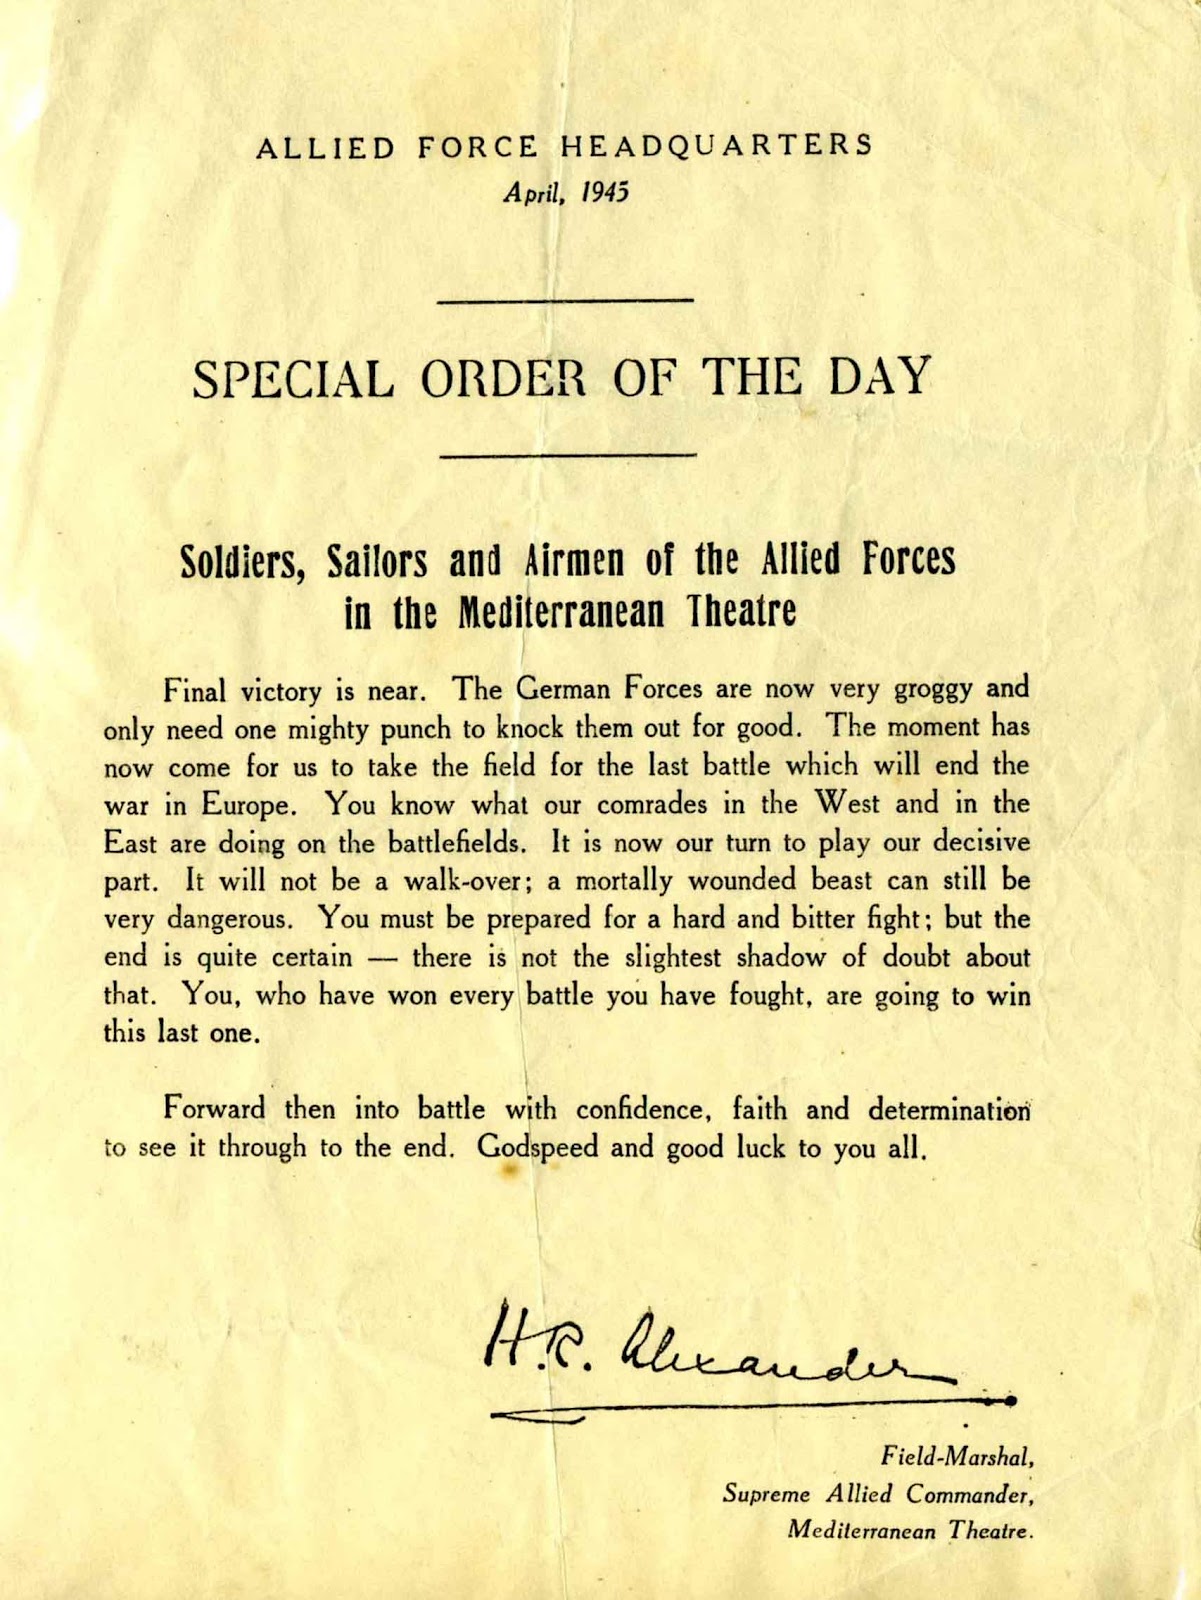 ALLIED FORCE HEADQUARTERS
April, 1945
SPECIAL ORDER OF THE DAY
Soldiers, Sailors and Airmen of the Allied Forces
in the Mediterranean Theatre
Final victory is near. The German Forces are now very groggy and
only need one mighty punch to knock them out for good. The moment has
now come for us to take the field for the last battle which will end the
war in Europe. You know what our comrades in the West and in the
East are doing on the battlefields. It is now our turn to play our decisive
part. It will not be a walk-over; a mortally wounded beast can still be
very dangerous. You must be prepared for a hard and bitter fight; but the
end is quite certain — there is not the slightest shadow of doubt about
that. You, who have won every battle you have fought, are going to win
this last one.
Forward then into battle with confidence, faith and determination
to see it through to the end. Godspeed and good luck to you all.
H.R. Alexander
Field-Marshal,
Supreme Allied Commander,
Mediterranean Theatre.